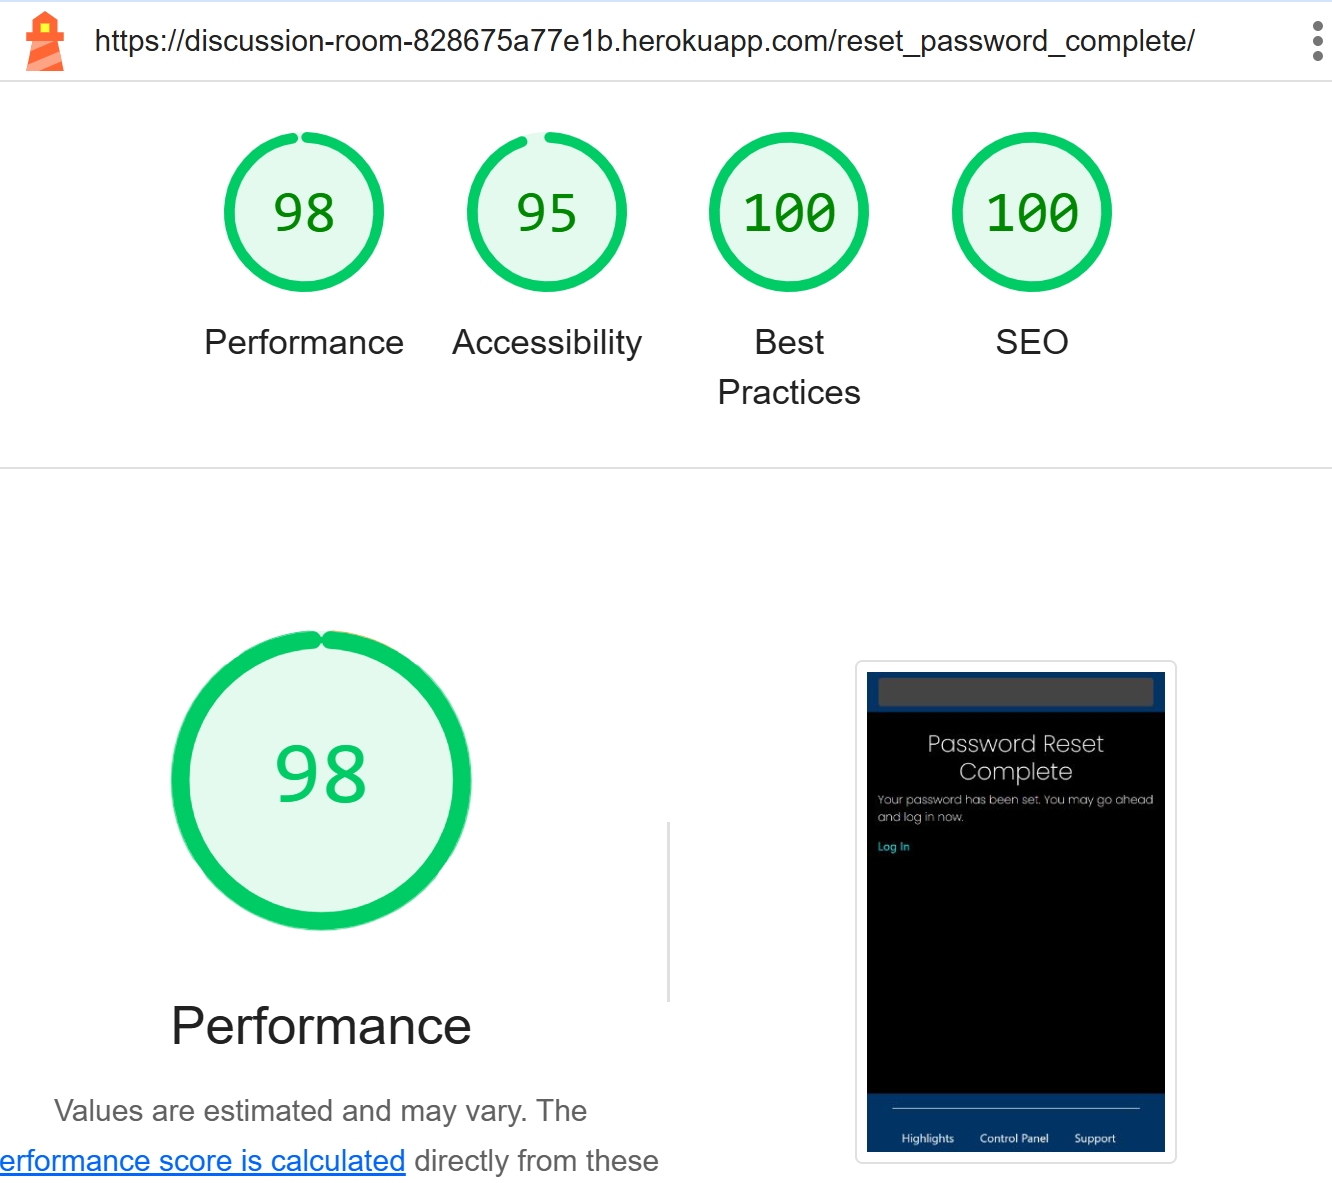 https://discussion-room-828675a77e1b.herokuapp.com/reset_password_complete/
98
95
100
100
Performance
Accessibility
Best
Practices
SEO
98
Performance
Values are estimated and may vary. The
erformance score is calculated directly from these
Password Reset
Complete
Your password has been set. You may go ahead
and log in now.
Log In
Highlights
Control Panel
Support